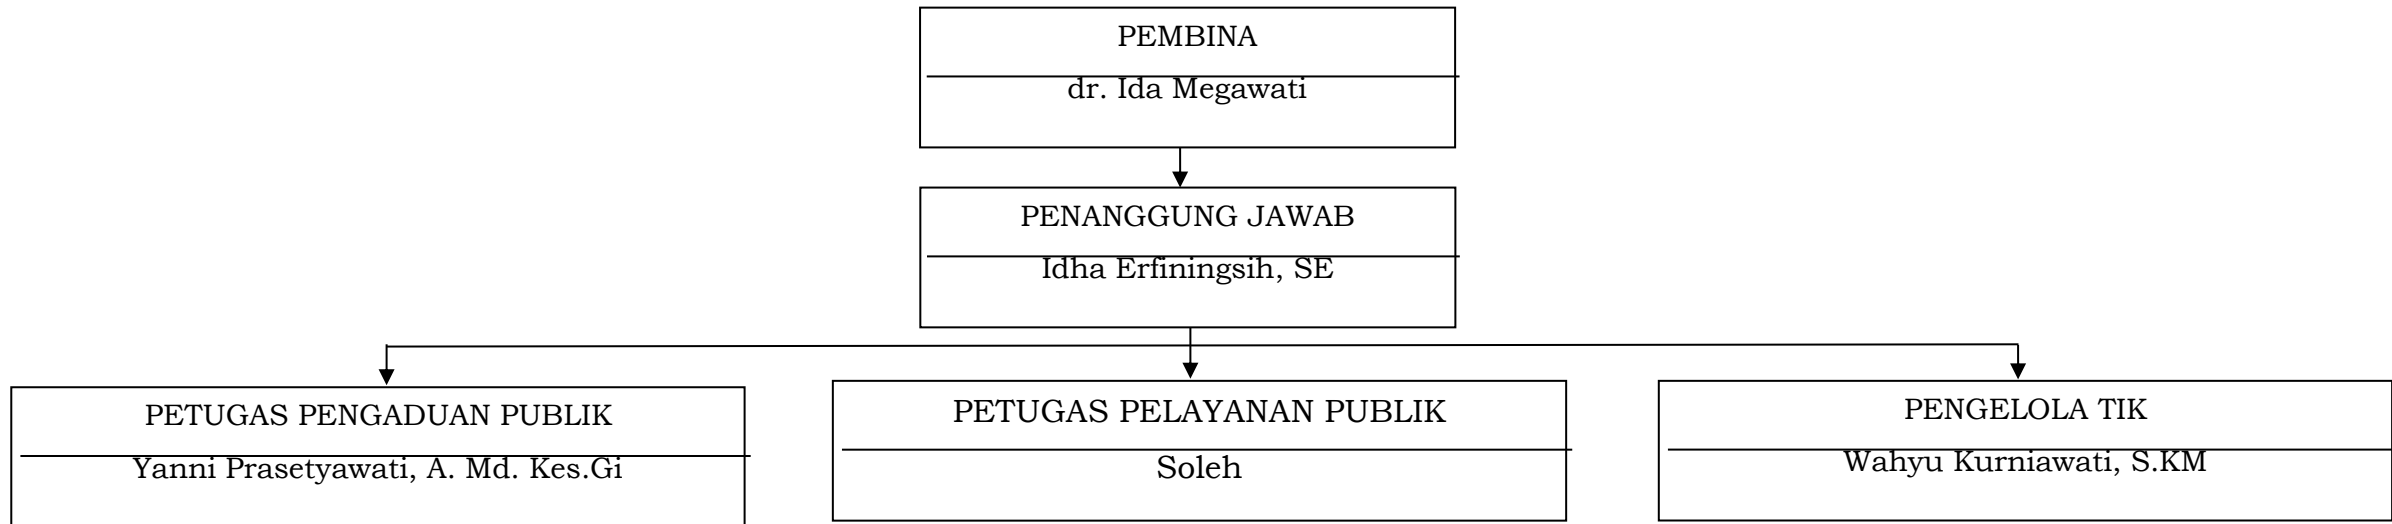 PEMBINA
dr. Ida Megawati
PENANGGUNG JAWAB
Idha Erfiningsih, SE
PETUGAS PENGADUAN PUBLIK
Yanni Prasetyawati, A. Md. Kes.Gi
PETUGAS PELAYANAN PUBLIK
Soleh
PENGELOLA TIK
Wahyu Kurniawati, S.KM